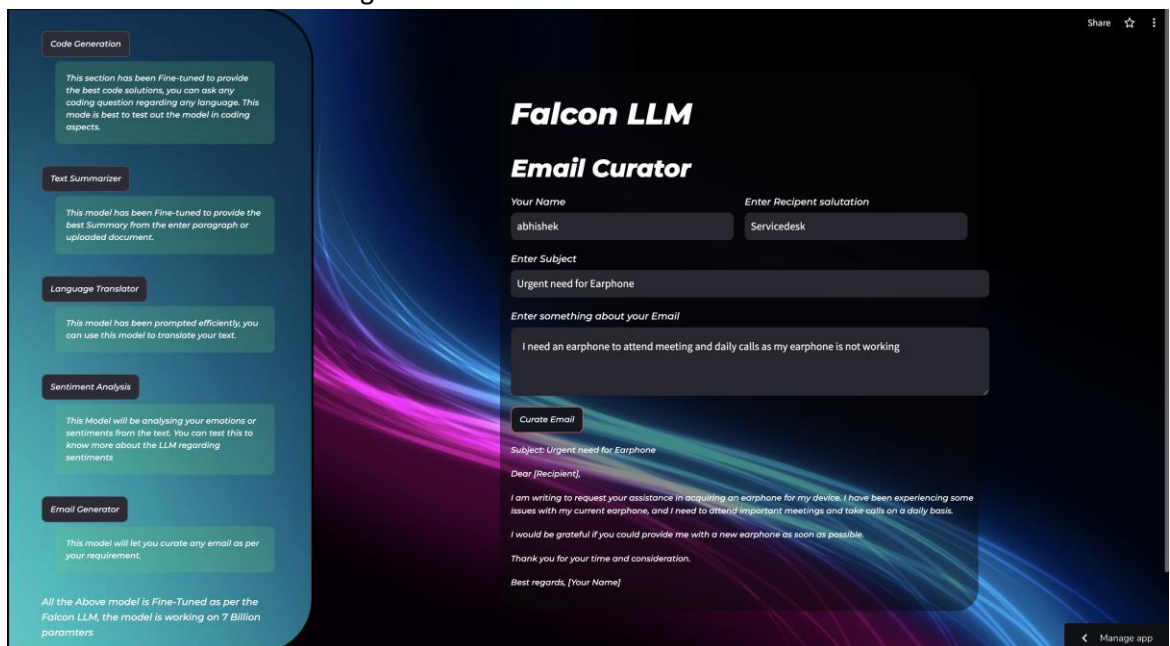 Code Generation
This section has been Fine-tuned to provide
the best code solutions, you can ask any
coding question regarding any language. This
mode is best to test out the model in coding
aspects.
Text Summarizer
This model has been Fine-tuned to provide the
best Summary from the enter paragraph or
uploaded document.
Language Translator
This model has been prompted efficiently, you
can use this model to translate your text.
Sentiment Analysis
This Model will be analysing your emotions or
sentiments from the text. You can test this to
know more about the LLM regarding
sentiments
Email Generator
This model will let you curate any email as per
your requirement.
All the Above model is Fine-Tuned as per the
Falcon LLM, the model is working on 7 Billion
paramters
Share
Falcon LLM
Email Curator
Your Name
Enter Recipent salutation
abhishek
Servicedesk
Enter Subject
Urgent need for Earphone
Enter something about your Email
I need an earphone to attend meeting and daily calls as my earphone is not working
Curate Email
Subject: Urgent need for Earphone
Dear [Recipient],
I am writing to request your assistance in acquiring an earphone for my device. I have been experiencing some
issues with my current earphone, and I need to attend important meetings and take calls on a daily basis.
I would be grateful if you could provide me with a new earphone as soon as possible.
Thank you for your time and consideration.
Best regards, [Your Name]
Manage app